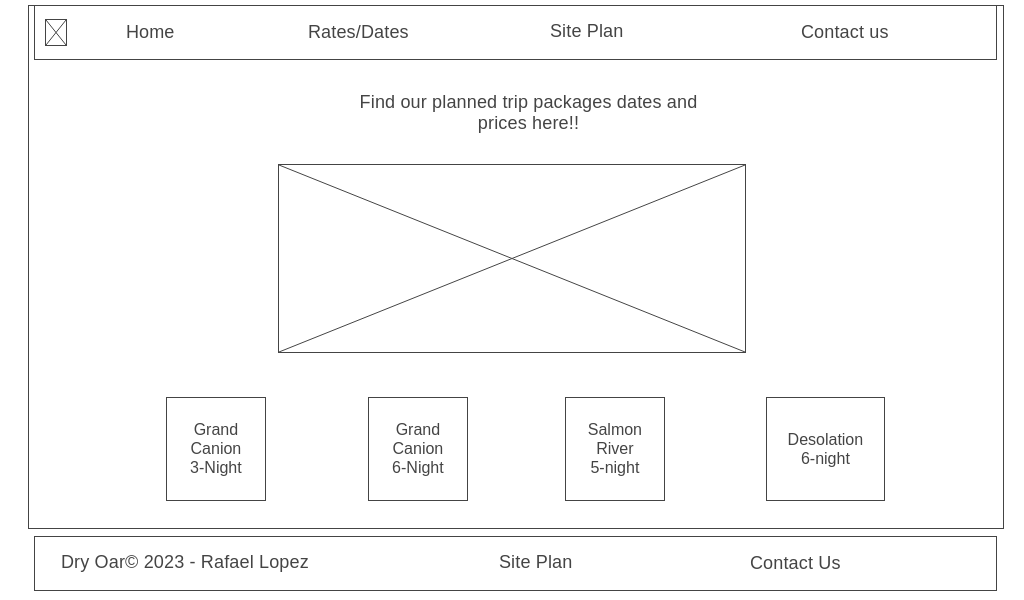 Home
Rates/Dates
Site Plan
Contact us
Find our planned trip packages dates and
prices here!!
Grand
Canion
3-Night
Grand
Canion
6-Night
Salmon
River
5-night
Desolation
6-night
Dry Oar© 2023 - Rafael Lopez
Site Plan
Contact Us